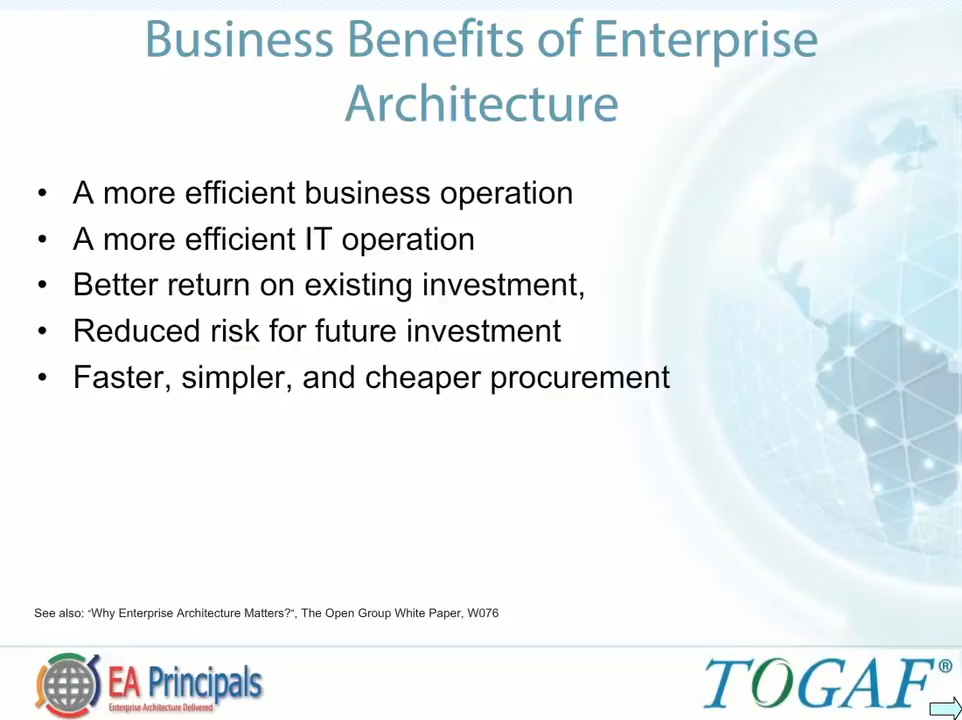 Business Benefits of Enterprise
Architecture
• A more efficient business operation
• A more efficient IT operation
• Better return on existing investment,
• Reduced risk for future investment
• Faster, simpler, and cheaper procurement
See also: “Why Enterprise Architecture Matters?“, The Open Group White Paper, W076
EA Principals
Enterprise Architecture Delivered
TOGAF®